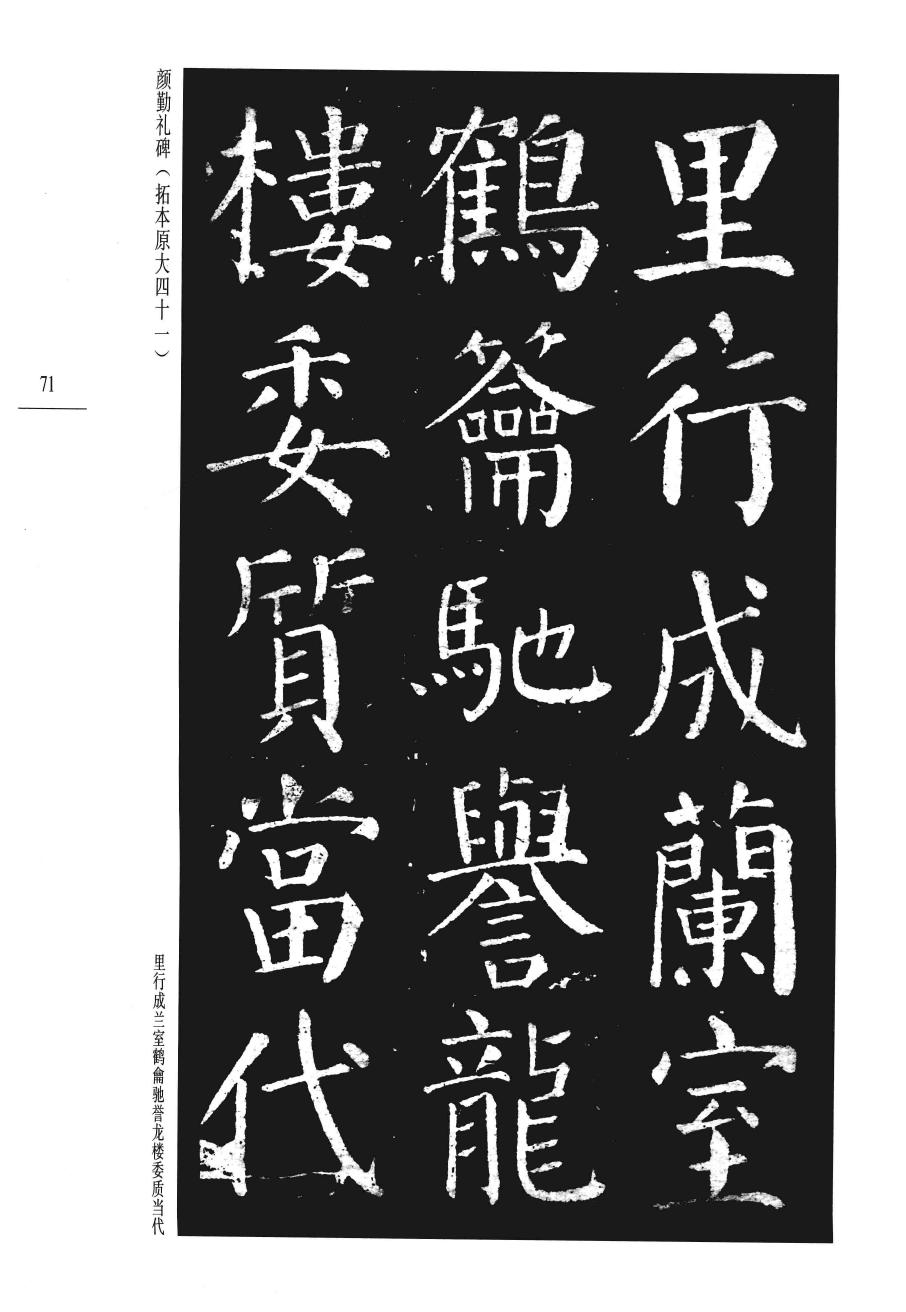 里行成蘭室
鶴籥馳譽龍
樓委質當代
颜勤礼碑（拓本原大四十一）
71
里行成兰室鹤龠驰誉龙楼委质当代